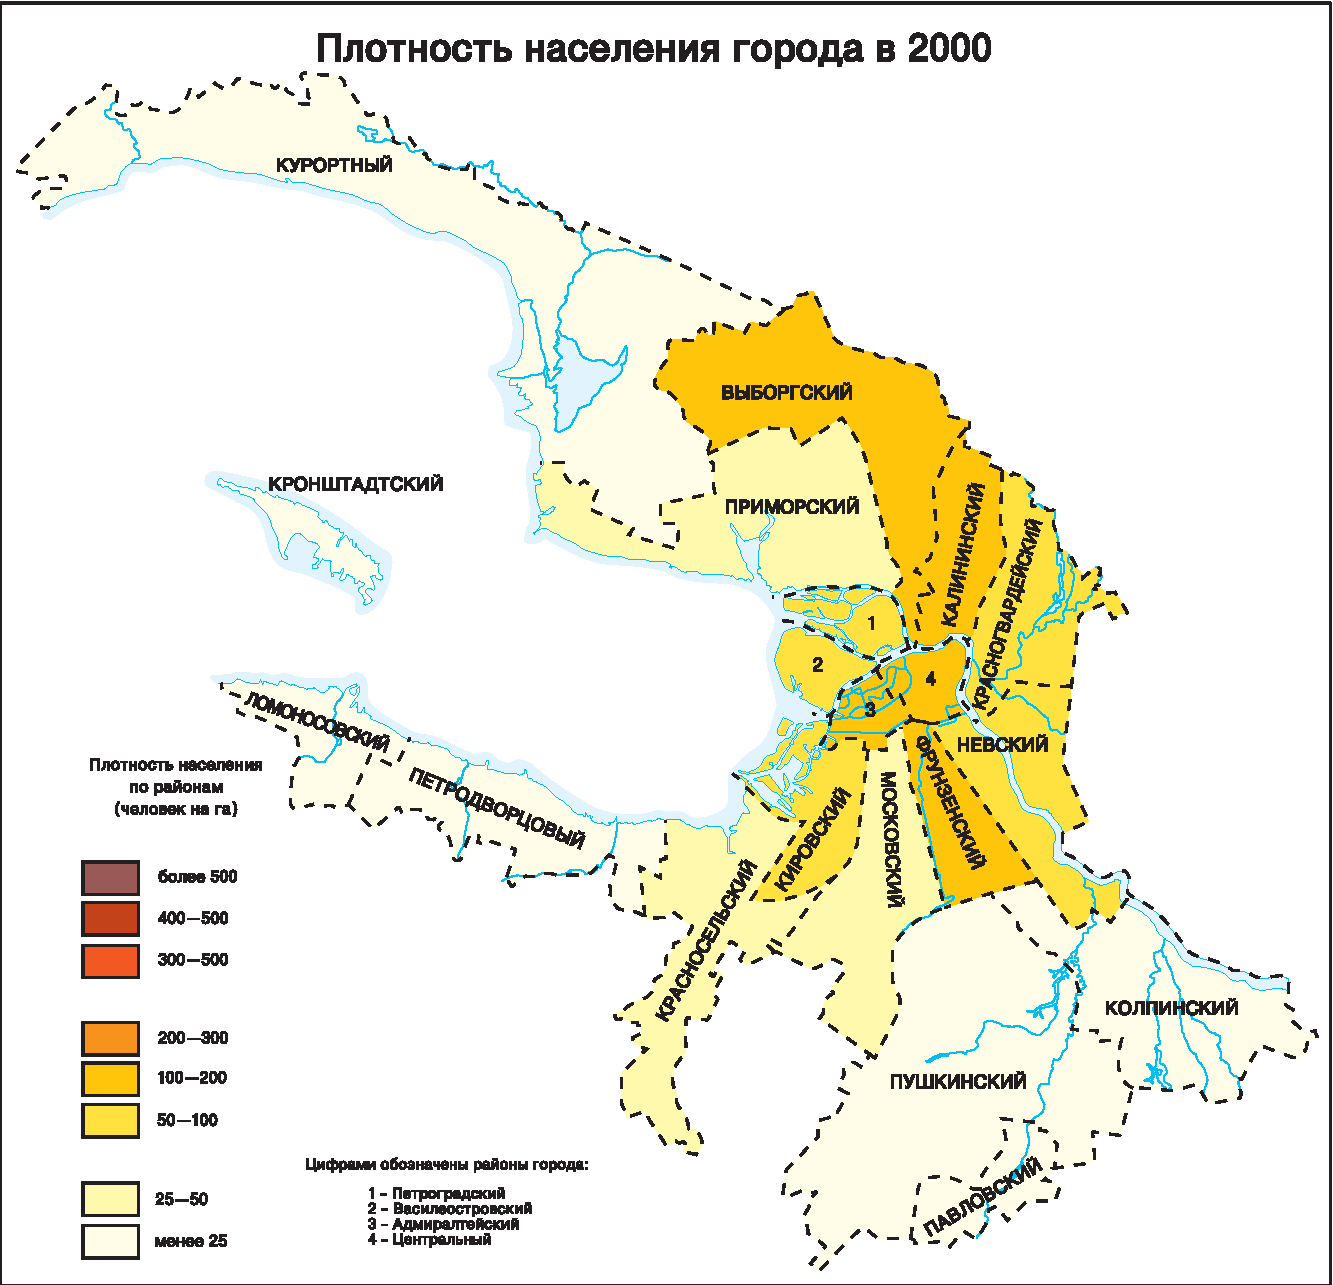 Плотность населения города в 2000
КУРОРТНЫЙ
ВЫБОРГСКИЙ
КРОНШТАДТСКИЙ
ПРИМОРСКИЙ
КАЛИНИНСКИЙ
КРАСНОГВАРДЕЙСКИЙ
1
2
3
4
ЛОМОНОСОВСКИЙ
ПЕТРОДВОРЦОВЫЙ
НЕВСКИЙ
ФРУНЗЕНСКИЙ
МОСКОВСКИЙ
КИРОВСКИЙ
КРАСНОСЕЛЬСКИЙ
КОЛПИНСКИЙ
ПУШКИНСКИЙ
ПАВЛОВСКИЙ
Плотность населения
по районам
(человек на га)
более 500
400—500
300—500
200—300
100—200
50—100
25—50
менее 25
Цифрами обозначены районы города:
1 - Петроградский
2 - Василеостровский
3 - Адмиралтейский
4 - Центральный